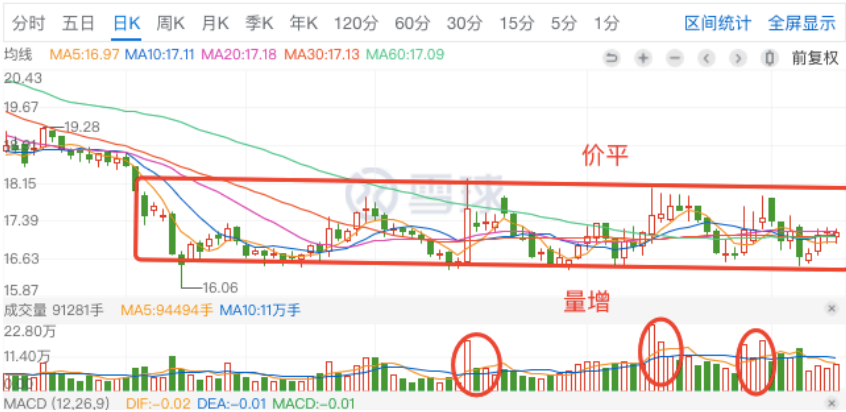 分时 五日 日K 周K 月K 季K 年K 120分 60分 30分 15分 5分 1分 区间统计 全屏显示
均线 MA5:16.97 MA10:17.11 MA20:17.18 MA30:17.13 MA60:17.09 前复权
20.43
19.67
19.28
18.15
价平
雪球
17.39
16.63
16.06
15.87
量增
成交量 91281手 MA5:94494手 MA10:11万手
22.80万
11.40万
MACD (12,26,9) DIF:-0.02 DEA:-0.01 MACD:-0.01